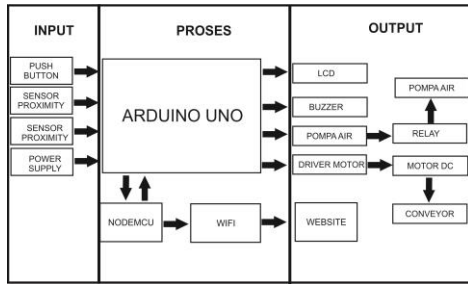 INPUT
PROSES
OUTPUT
PUSH
BUTTON
SENSOR
PROXIMITY
SENSOR
PROXIMITY
POWER
SUPPLY
ARDUINO UNO
NODEMCU
WIFI
LCD
BUZZER
POMPA AIR
DRIVER MOTOR
WEBSITE
POMPA AIR
RELAY
MOTOR DC
CONVEYOR